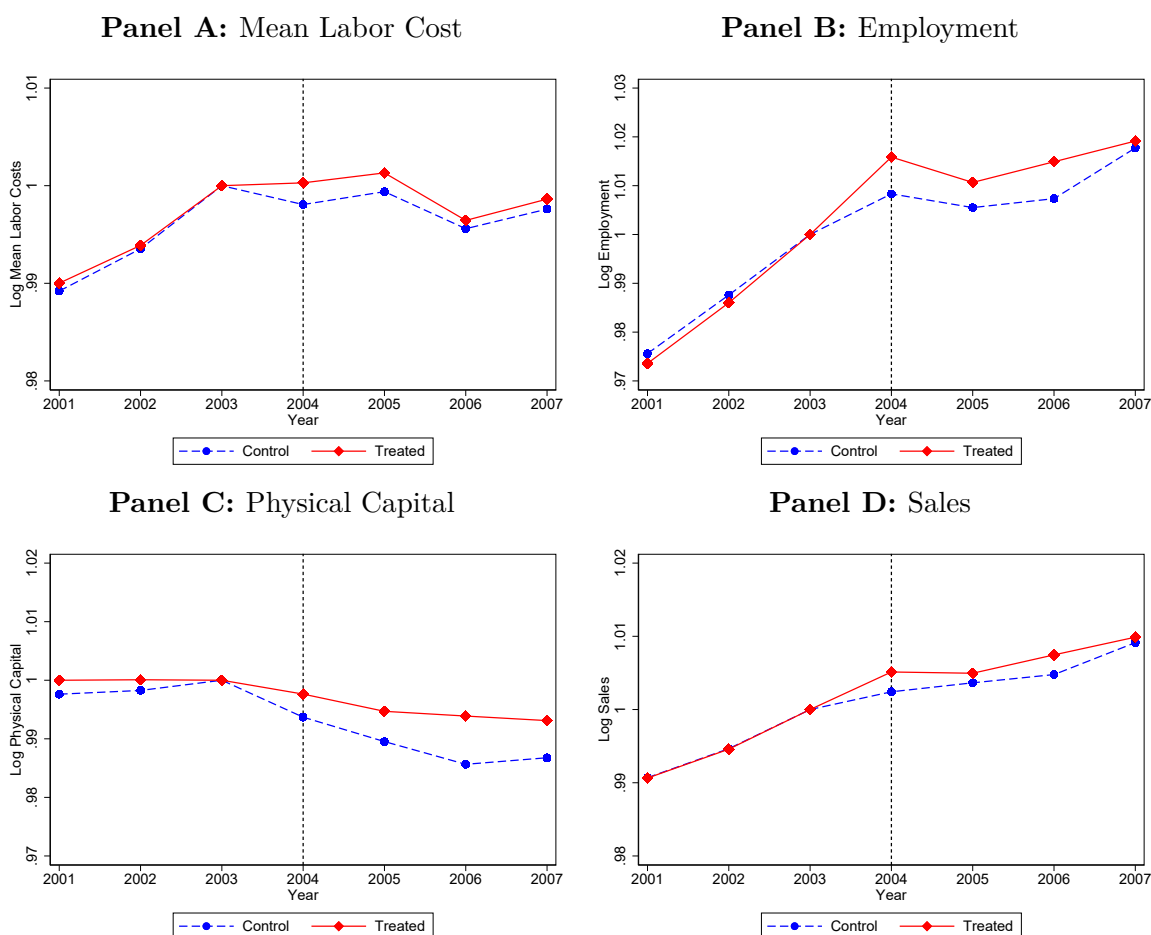 Panel A: Mean Labor Cost
Log Mean Labor Costs
1.01
1
.99
.98
2001 2002 2003 2004 2005 2006 2007
Year
Control Treated
Panel B: Employment
Log Employment
1.03
1.02
1.01
1
.99
.98
.97
2001 2002 2003 2004 2005 2006 2007
Year
Control Treated
Panel C: Physical Capital
Log Physical Capital
1.02
1.01
1
.99
.98
.97
2001 2002 2003 2004 2005 2006 2007
Year
Control Treated
Panel D: Sales
Log Sales
1.02
1.01
1
.99
.98
2001 2002 2003 2004 2005 2006 2007
Year
Control Treated